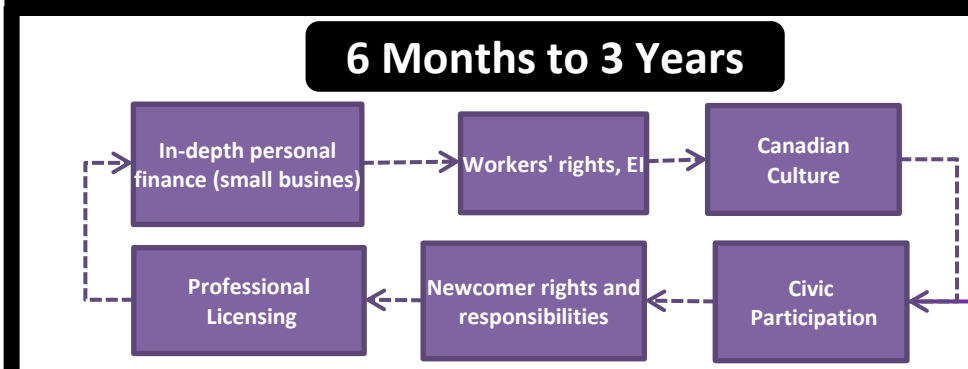 6 Months to 3 Years
In-depth personal
finance (small busines)
Workers' rights, EI
Canadian
Culture
Professional
Licensing
Newcomer rights and
responsibilities
Civic
Participation